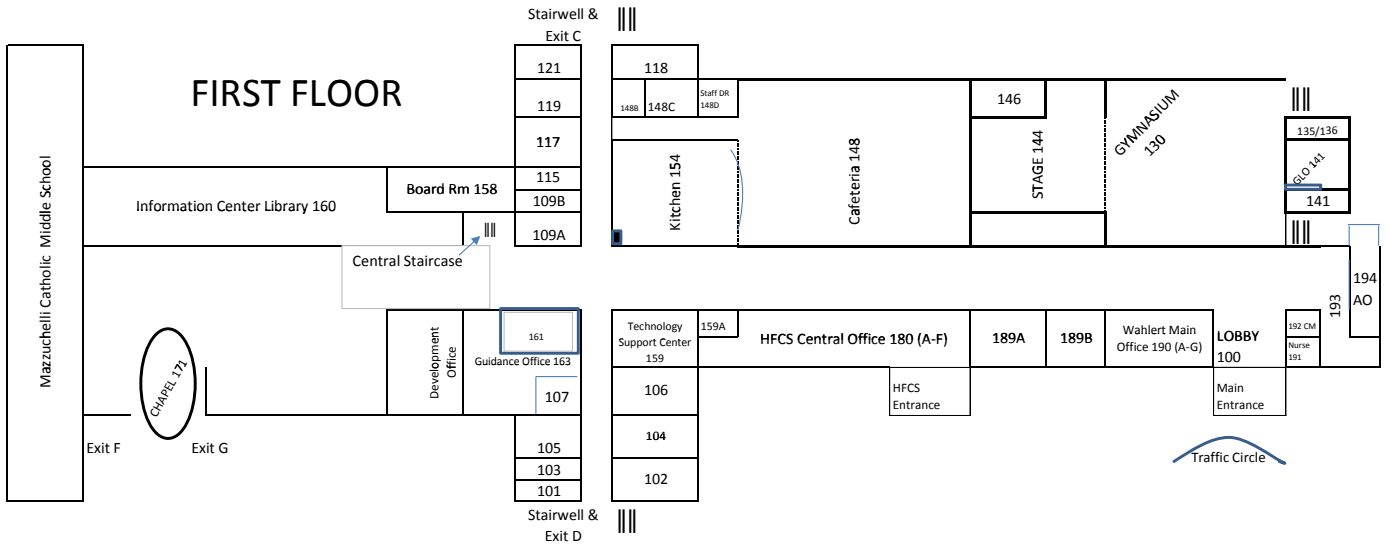 Stairwell &
Exit C
FIRST FLOOR
121
118
119
148B
148C
Staff DR
148D
146
GYMNASIUM
130
135/136
117
Cafeteria 148
STAGE 144
GLO 141
Mazzuchelli Catholic Middle School
115
Board Rm 158
Kitchen 154
109B
141
Information Center Library 160
109A
Central Staircase
193
194
AO
161
Development
Office
Guidance Office 163
107
Technology
Support Center
159
159A
HFCS Central Office 180 (A-F)
189A
189B
Wahlert Main
Office 190 (A-G)
LOBBY
100
192 CM
Nurse
191
CHAPEL 171
106
HFCS
Entrance
Main
Entrance
Exit F
Exit G
105
104
Traffic Circle
103
102
101
Stairwell &
Exit D